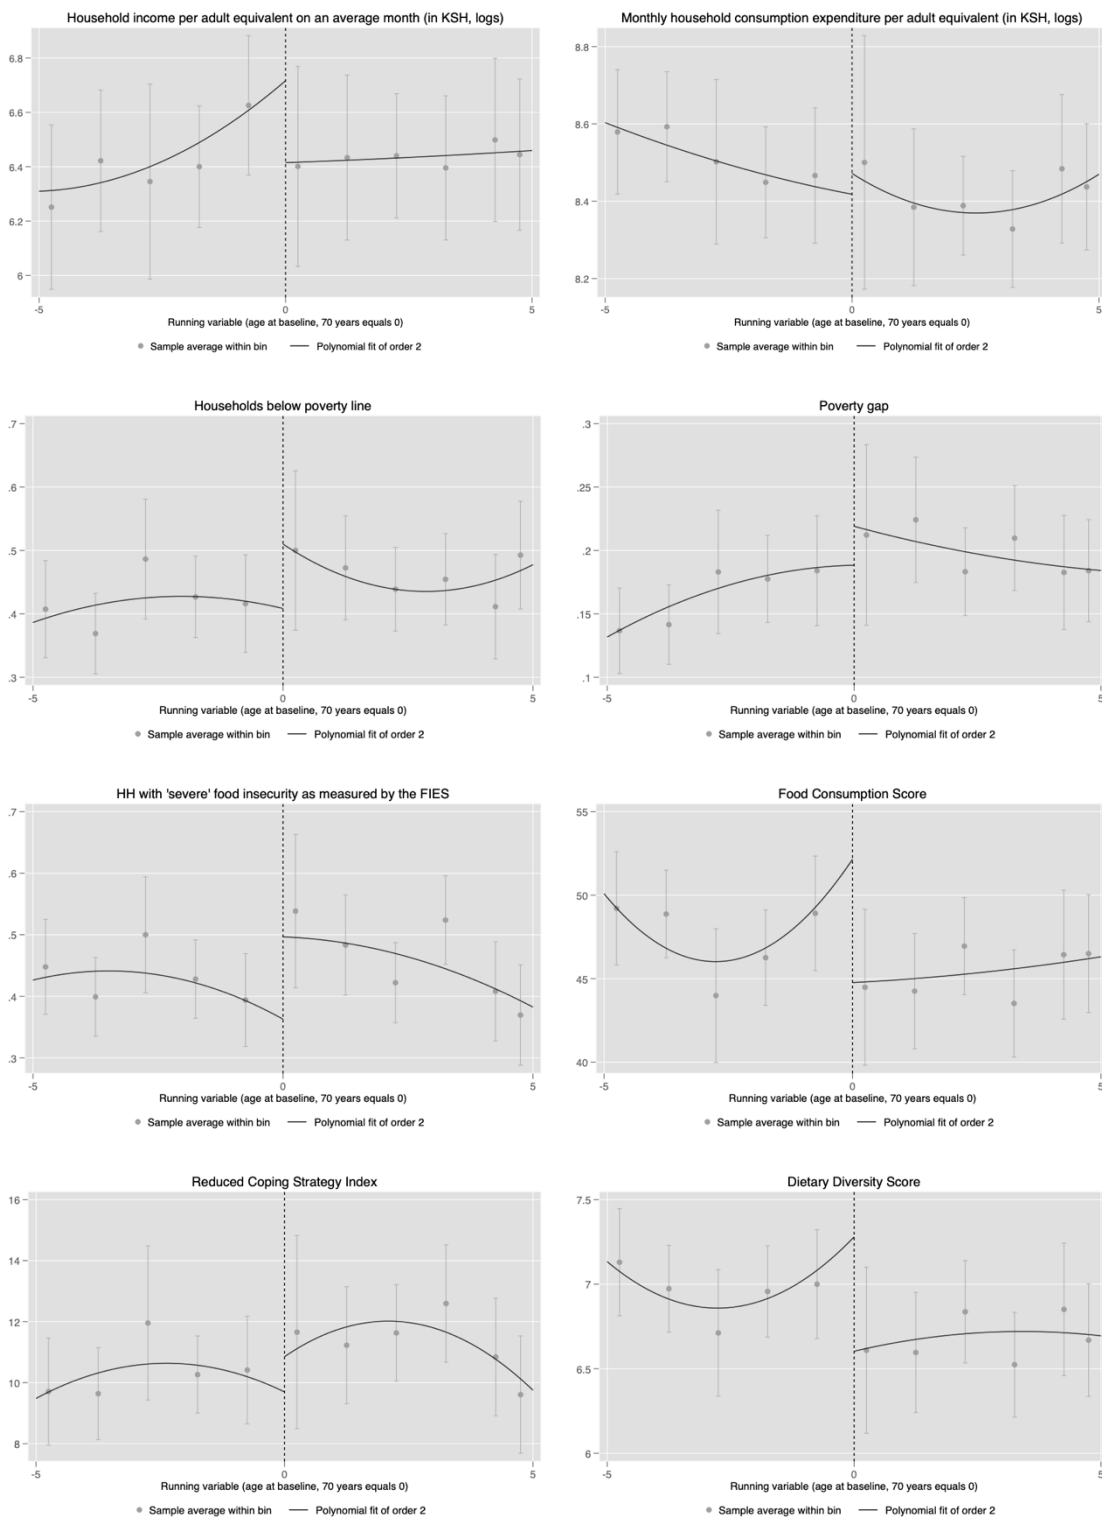 Household income per adult equivalent on an average month (in KSH, logs)
6.8
6.6
6.4
6.2
6
-5 0 5
Running variable (age at baseline, 70 years equals 0)
Sample average within bin Polynomial fit of order 2
Monthly household consumption expenditure per adult equivalent (in KSH, logs)
8.8
8.6
8.4
8.2
-5 0 5
Running variable (age at baseline, 70 years equals 0)
Sample average within bin Polynomial fit of order 2
Households below poverty line
.7
.6
.5
.4
.3
-5 0 5
Running variable (age at baseline, 70 years equals 0)
Sample average within bin Polynomial fit of order 2
Poverty gap
.3
.25
.2
.15
.1
-5 0 5
Running variable (age at baseline, 70 years equals 0)
Sample average within bin Polynomial fit of order 2
HH with 'severe' food insecurity as measured by the FIES
.7
.6
.5
.4
.3
-5 0 5
Running variable (age at baseline, 70 years equals 0)
Sample average within bin Polynomial fit of order 2
Food Consumption Score
55
50
45
40
-5 0 5
Running variable (age at baseline, 70 years equals 0)
Sample average within bin Polynomial fit of order 2
Reduced Coping Strategy Index
16
14
12
10
8
-5 0 5
Running variable (age at baseline, 70 years equals 0)
Sample average within bin Polynomial fit of order 2
Dietary Diversity Score
7.5
7
6.5
6
-5 0 5
Running variable (age at baseline, 70 years equals 0)
Sample average within bin Polynomial fit of order 2